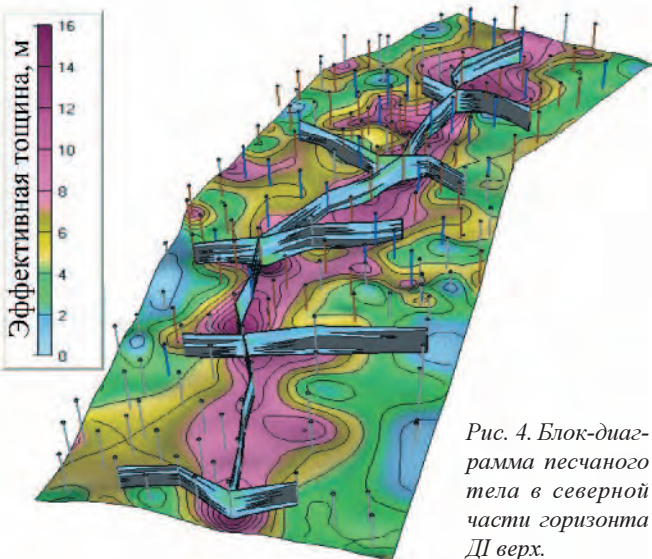 16
14
12
10
8
6
4
2
0
Эффективная тощина, м
Рис. 4. Блок-диаг-
рамма песчаного
тела в северной
части горизонта
ДI верх.